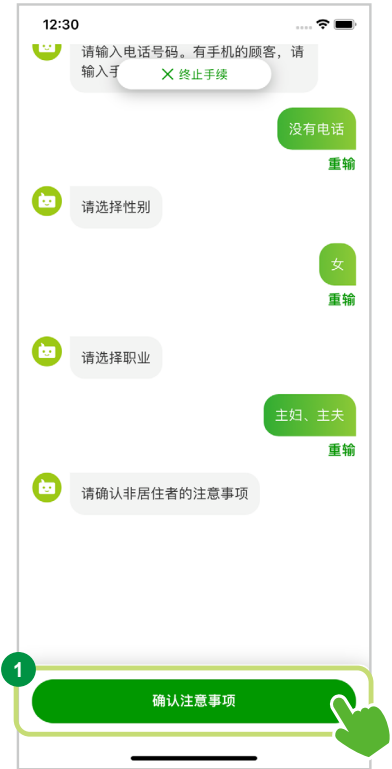 12:30
请输入电话号码。有手机的顾客，请
输入手
✕ 终止手续
没有电话
重输
请选择性别
女
重输
请选择职业
主妇、主夫
重输
请确认非居住者的注意事项
1
确认注意事项